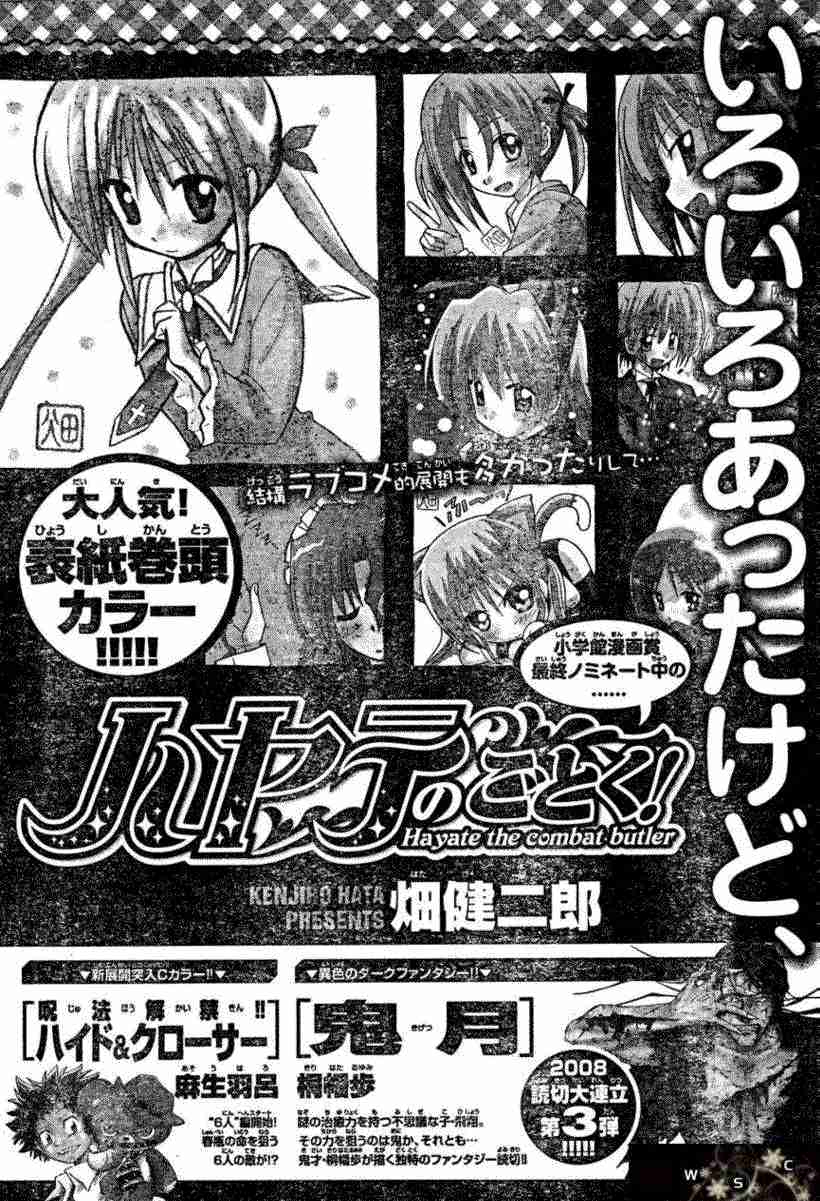 いろいろあったけど、
畑
結構ラブコメ的展開も多かったりして…
大人気!
表紙巻頭
カラー
!!!!!
小学館漫画賞
最終ノミネート中の
……
ハヤテのごとく!
Hayate the combat butler
KENJIRO HATA
PRESENTS
畑健二郎
▼新展開突入Cカラー!!▼
呪法解禁!!
ハイド&クローサー
麻生羽呂
“6人”編開始!
春瓶の命を狙う
6人の敵が!?
▼異色のダークファンタジー!!▼
[鬼月]
きげつ
桐幡歩
謎の治癒力を持つ不思議な子・飛翔。
その力を狙うのは鬼か、それとも…
鬼才・桐幡歩が描く独特のファンタジー読切!!
2008
読切大連立
第3弾
!!!!!
W S C